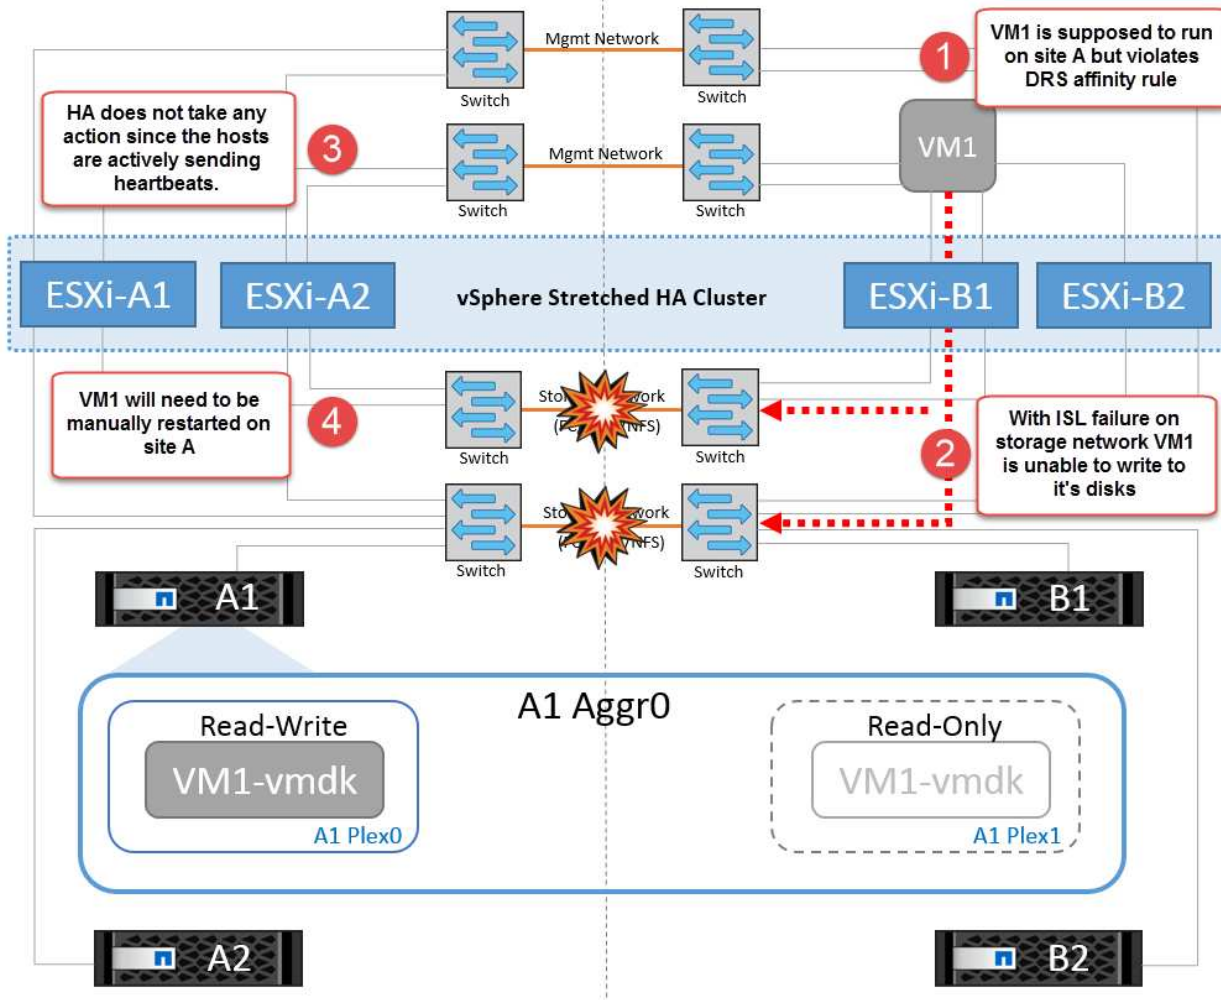 Mgmt Network
Switch
Switch
1
VM1 is supposed to run
on site A but violates
DRS affinity rule
HA does not take any
action since the hosts
are actively sending
heartbeats.
3
Mgmt Network
Switch
Switch
VM1
ESXi-A1
ESXi-A2
vSphere Stretched HA Cluster
ESXi-B1
ESXi-B2
VM1 will need to be
manually restarted on
site A
4
Switch
Switch
2
With ISL failure on
storage network VM1
is unable to write to
it's disks
Switch
Switch
A1
B1
A1 Aggr0
Read-Write
VM1-vmdk
A1 Plex0
Read-Only
VM1-vmdk
A1 Plex1
A2
B2